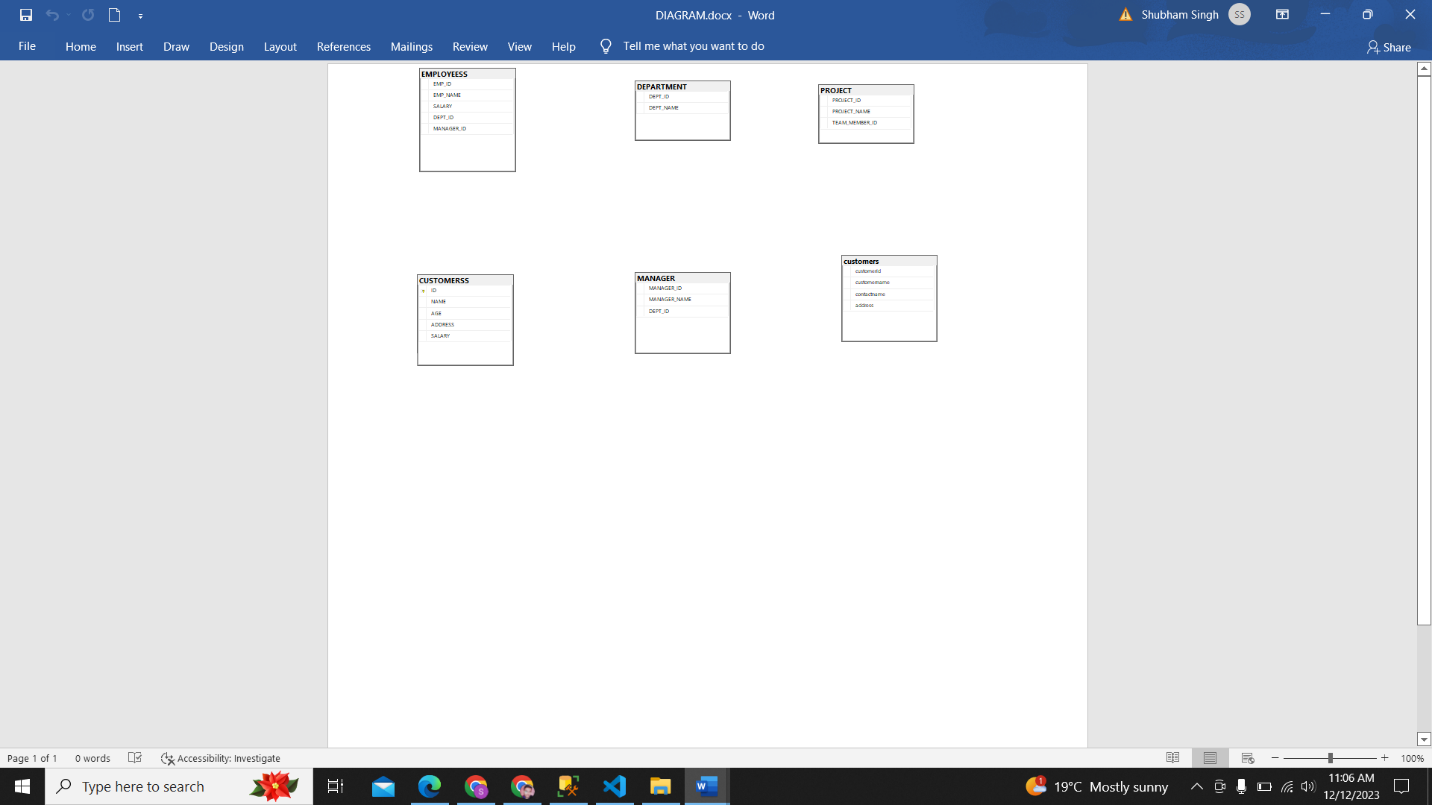 DIAGRAM.docx - Word
Shubham Singh
SS
File
Home
Insert
Draw
Design
Layout
References
Mailings
Review
View
Help
Tell me what you want to do
Share
EMPLOYEESS
EMP_ID
EMP_NAME
SALARY
DEPT_ID
MANAGER_ID
DEPARTMENT
DEPT_ID
DEPT_NAME
PROJECT
PROJECT_ID
PROJECT_NAME
TEAM_MEMBER_ID
CUSTOMERSS
ID
NAME
AGE
ADDRESS
SALARY
MANAGER
MANAGER_ID
MANAGER_NAME
DEPT_ID
customers
customerid
customername
contactname
address
Page 1 of 1
0 words
Accessibility: Investigate
100%
Type here to search
S
W
1
19°C Mostly sunny
11:06 AM
12/12/2023